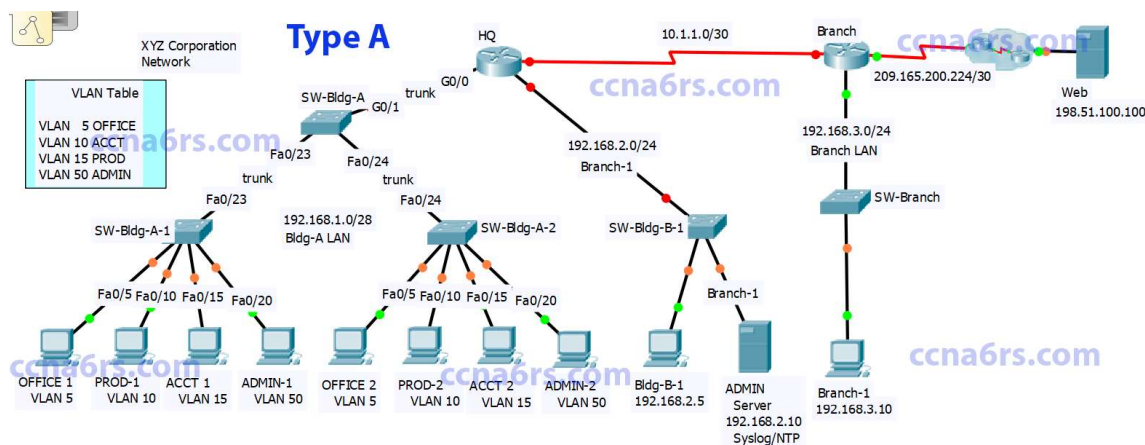 Type A
XYZ Corporation
Network
VLAN Table
VLAN 5 OFFICE
VLAN 10 ACCT
VLAN 15 PROD
VLAN 50 ADMIN
ccna6rs.com
HQ
G0/0
trunk
G0/1
SW-Bldg-A
10.1.1.0/30
Branch
ccna6rs.com
209.165.200.224/30
Web
198.51.100.100
ccna6rs.com
Fa0/23
Fa0/24
trunk
trunk
Fa0/23
Fa0/24
192.168.1.0/28
Bldg-A LAN
192.168.2.0/24
Branch-1
192.168.3.0/24
Branch LAN
SW-Bldg-A-1
SW-Bldg-A-2
SW-Bldg-B-1
SW-Branch
Fa0/5
Fa0/10
Fa0/15
Fa0/20
Fa0/5
Fa0/10
Fa0/15
Fa0/20
Branch-1
ccna6rs.com
ccna6rs.com
OFFICE 1
VLAN 5
PROD-1
VLAN 10
ACCT 1
VLAN 15
ADMIN-1
VLAN 50
OFFICE 2
VLAN 5
PROD-2
VLAN 10
ACCT 2
VLAN 15
ADMIN-2
VLAN 50
Bldg-B-1
192.168.2.5
ADMIN
Server
192.168.2.10
Syslog/NTP
Branch-1
192.168.3.10